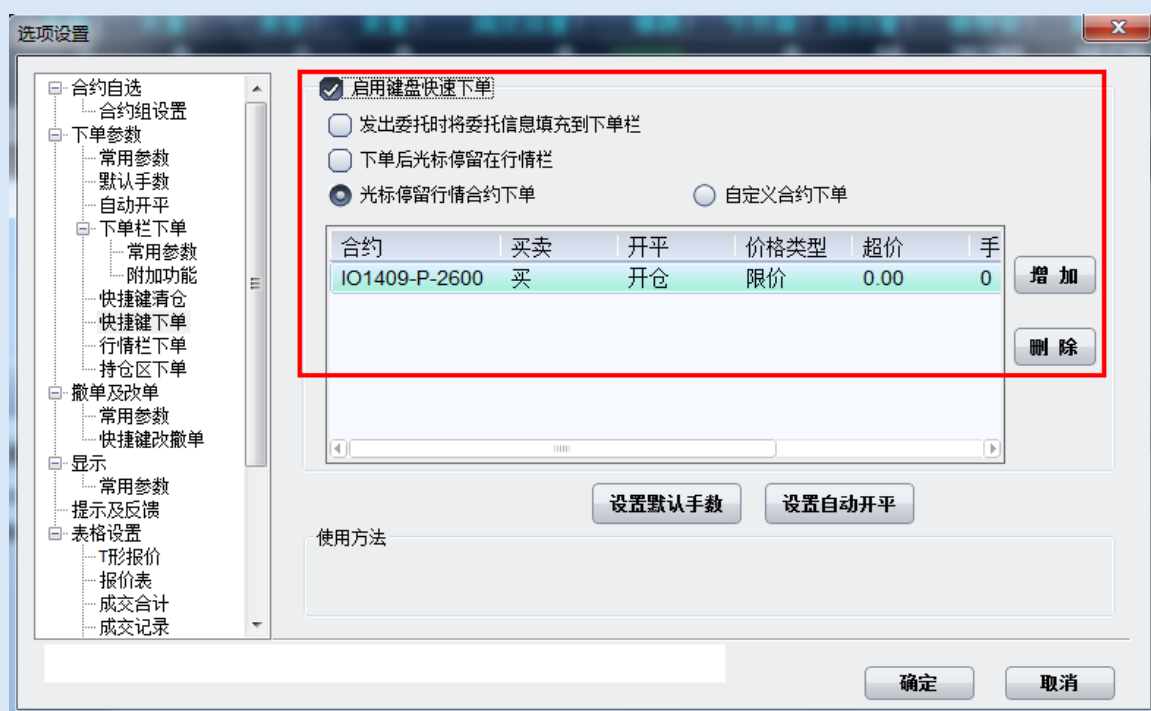 选项设置
合约自选
合约组设置
下单参数
常用参数
默认手数
自动开平
下单栏下单
常用参数
附加功能
快捷键清仓
快捷键下单
行情栏下单
持仓区下单
撤单及改单
常用参数
快捷键改撤单
显示
常用参数
提示及反馈
表格设置
T形报价
报价表
成交合计
成交记录
启用键盘快速下单
发出委托时将委托信息填充到下单栏
下单后光标停留在行情栏
光标停留行情合约下单 自定义合约下单
合约 买卖 开平 价格类型 超价 手
IO1409-P-2600 买 开仓 限价 0.00 0
增 加
删 除
设置默认手数 设置自动开平
使用方法
确定 取消